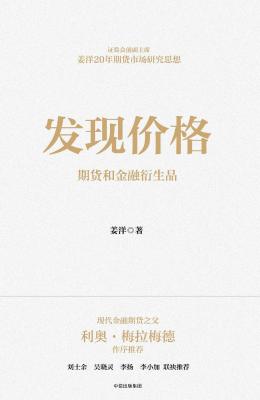 证监会前副主席
姜洋20年期货市场研究思想
发现价格
期货和金融衍生品
姜洋◎著
现代金融期货之父
利奥·梅拉梅德
作序推荐
刘士余 吴晓灵 李扬 李小加 联袂推荐
中信出版集团